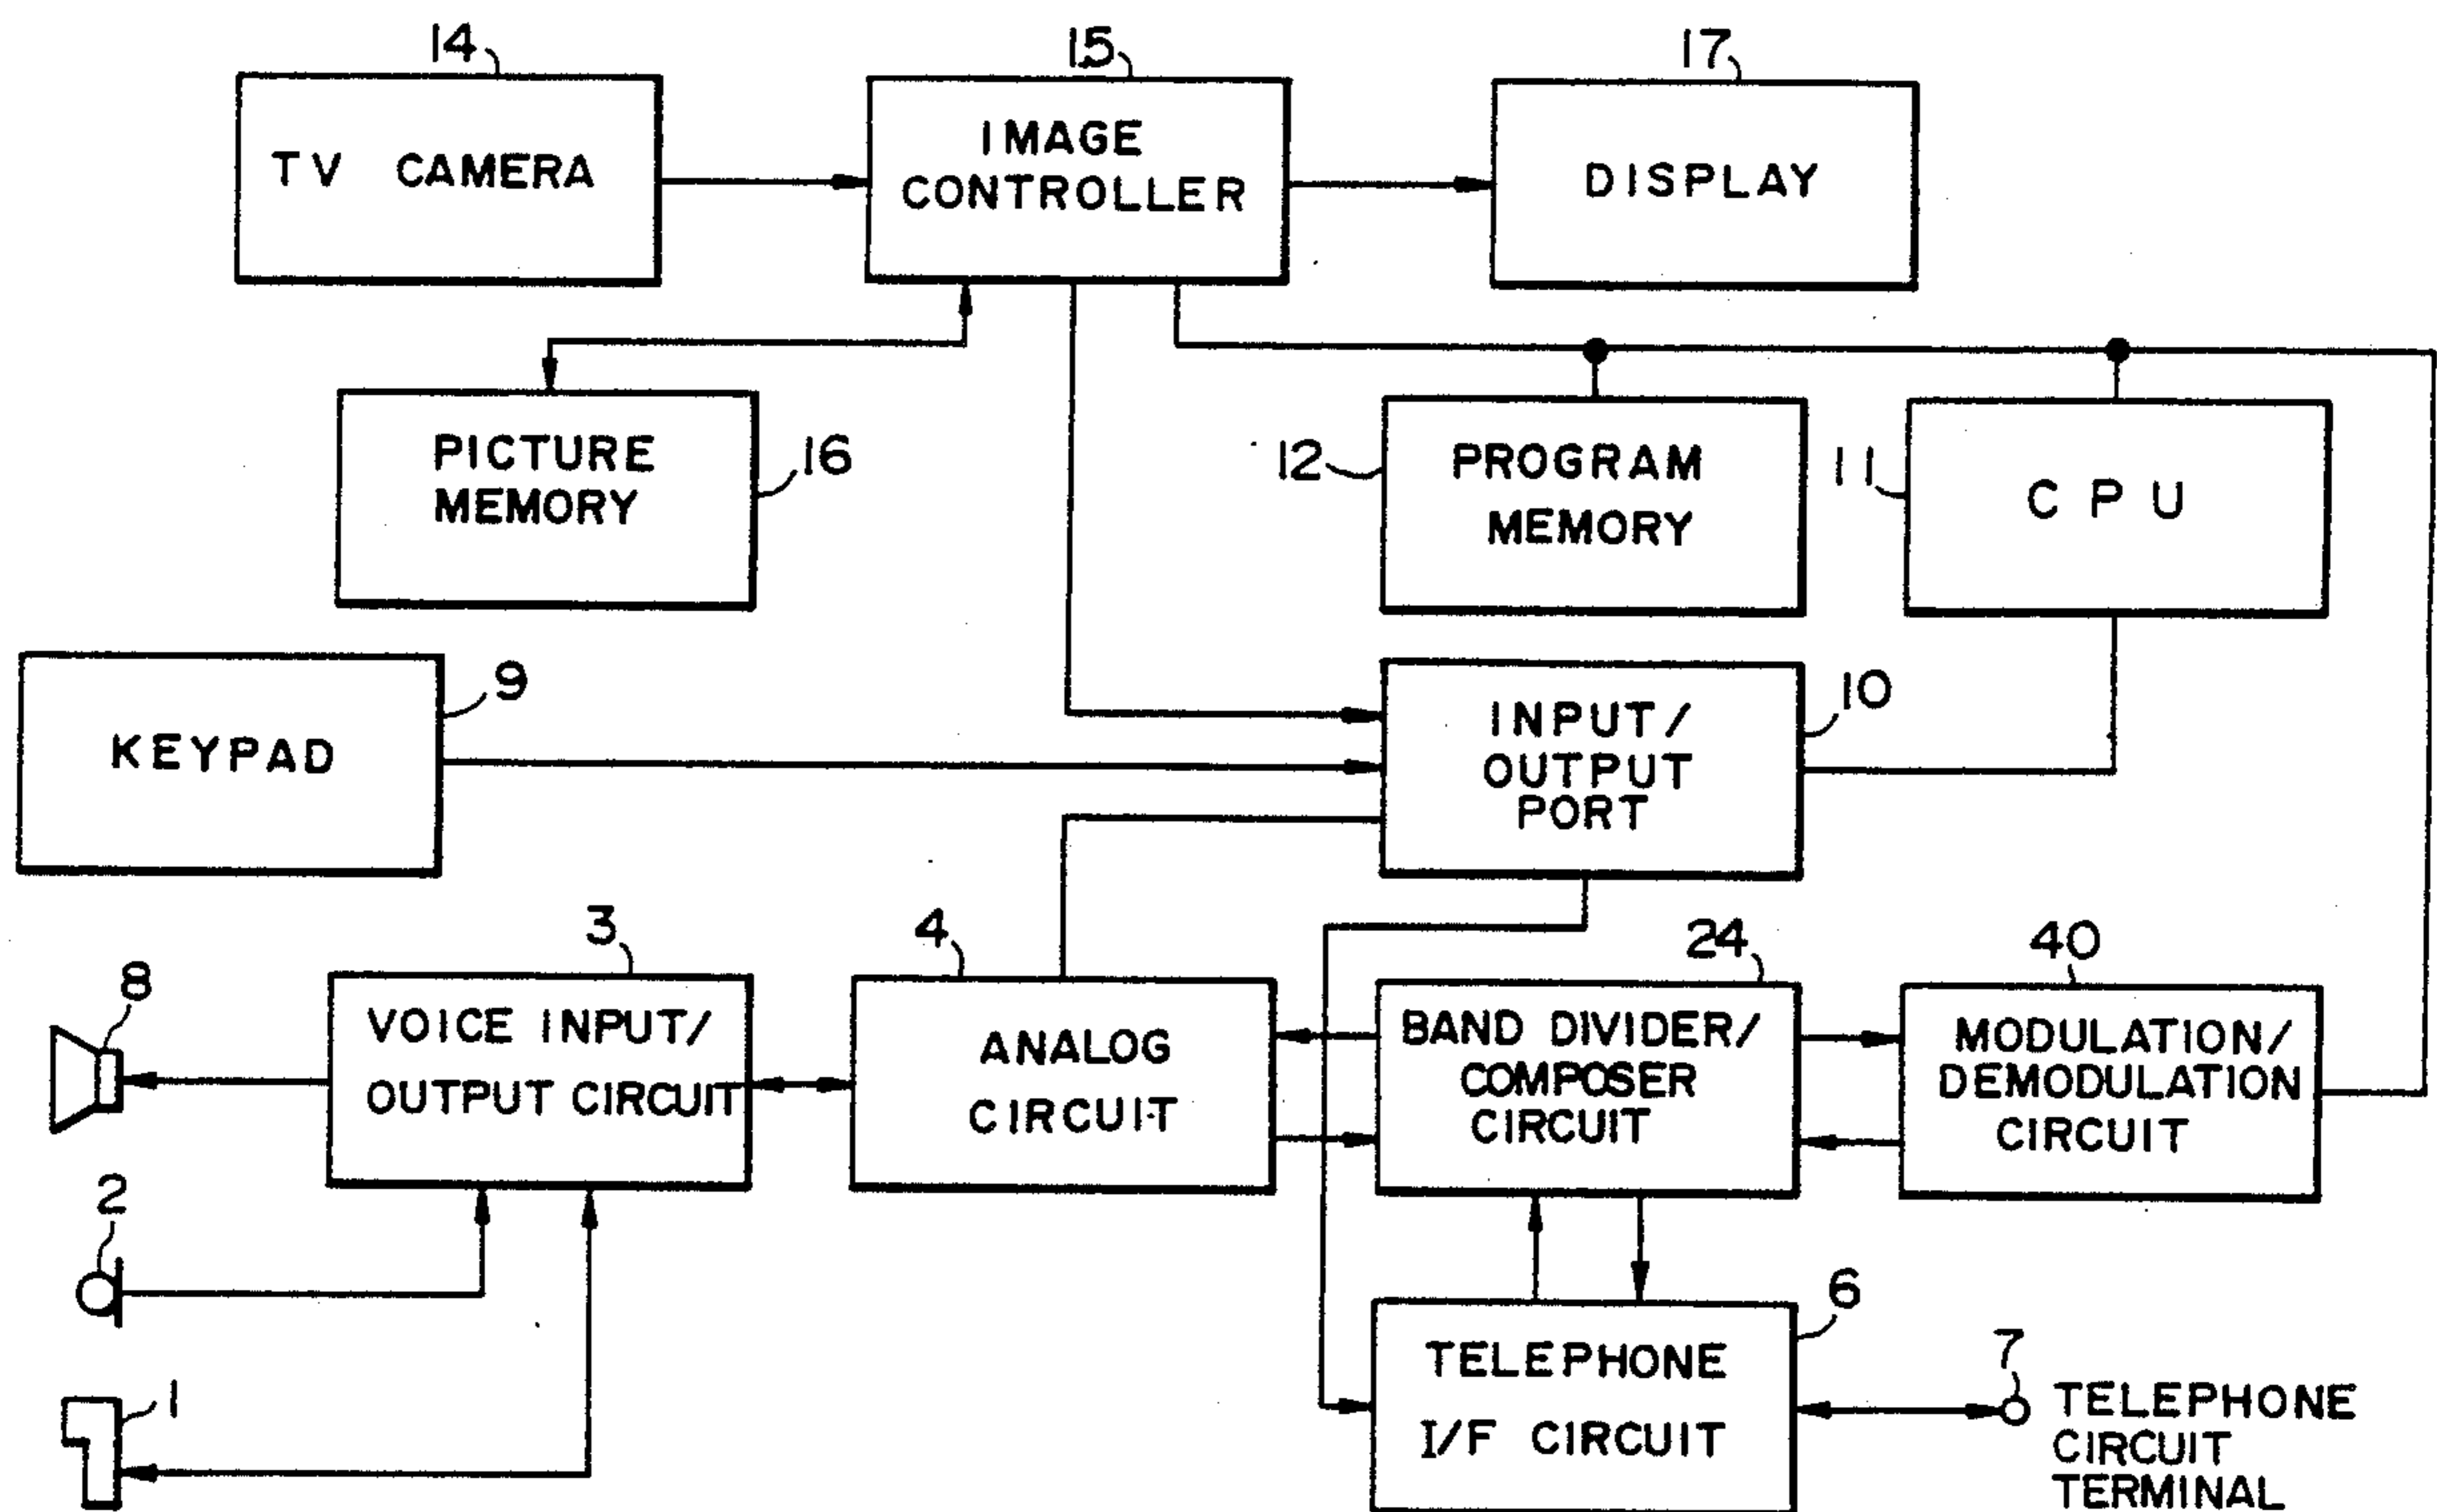 14
15
17
TV CAMERA
IMAGE
CONTROLLER
DISPLAY
PICTURE
MEMORY
16
12
PROGRAM
MEMORY
11
CPU
KEYPAD
9
INPUT/
OUTPUT
PORT
10
8
3
VOICE INPUT/
OUTPUT CIRCUIT
4
ANALOG
CIRCUIT
24
BAND DIVIDER/
COMPOSER
CIRCUIT
40
MODULATION/
DEMODULATION
CIRCUIT
2
1
6
TELEPHONE
I/F CIRCUIT
7
TELEPHONE
CIRCUIT
TERMINAL